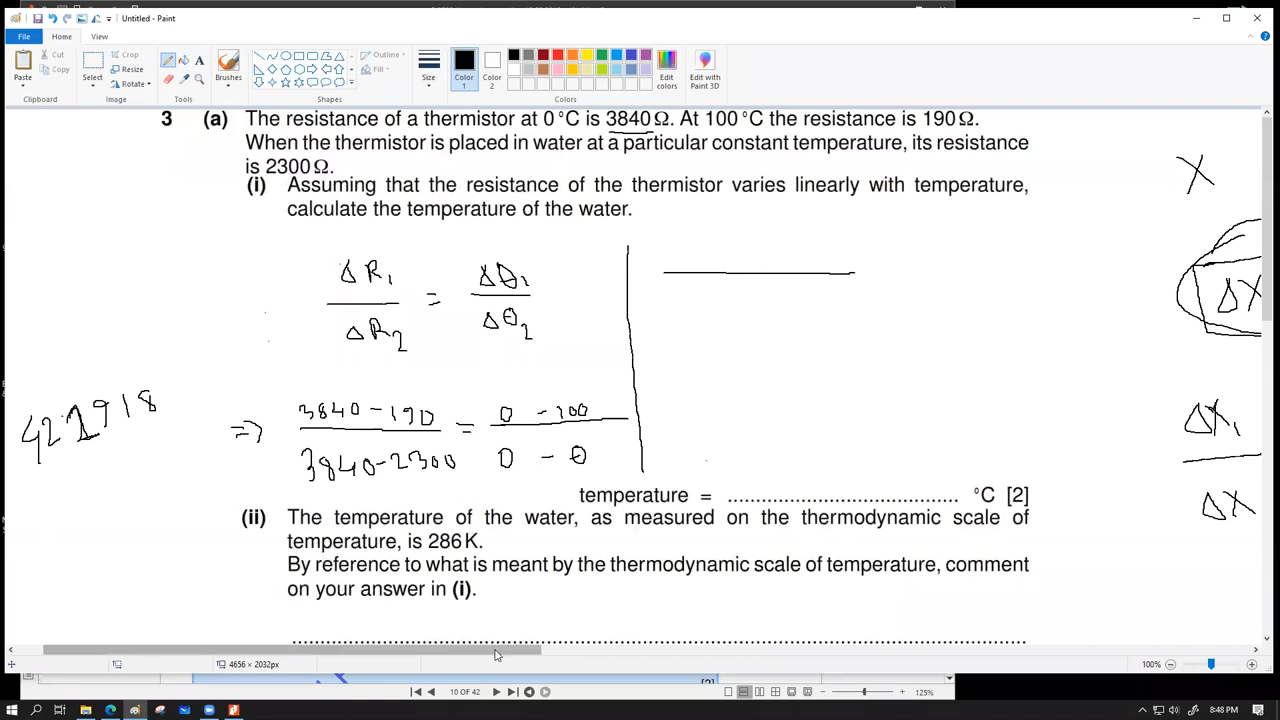 Untitled - Paint
File Home View
Paste Cut Copy Clipboard
Select Crop Resize Rotate Image
Tools
Brushes
Outline Fill Shapes
Size
Color 1 Color 2 Edit colors Colors
Edit with Paint 3D
3 (a) The resistance of a thermistor at 0 °C is 3840 Ω. At 100 °C the resistance is 190 Ω.
When the thermistor is placed in water at a particular constant temperature, its resistance
is 2300 Ω.
(i) Assuming that the resistance of the thermistor varies linearly with temperature,
calculate the temperature of the water.
X
ΔR1 / ΔR2 = Δθ1 / Δθ2
ΔX
421918
=> 3840-190 / 3840-2300 = 0 - 100 / 0 - θ
ΔX1
ΔX
temperature = .......................................... °C [2]
(ii) The temperature of the water, as measured on the thermodynamic scale of
temperature, is 286 K.
By reference to what is meant by the thermodynamic scale of temperature, comment
on your answer in (i).
4656 × 2032px
100%
10 OF 42
125%
8:48 PM